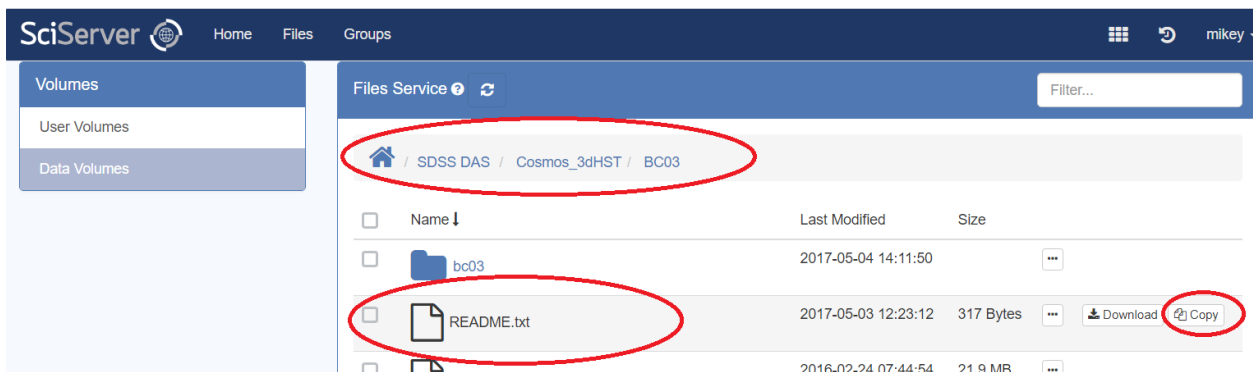 SciServer Home Files Groups mikey
Volumes
User Volumes
Data Volumes
Files Service Filter...
/ SDSS DAS / Cosmos_3dHST / BC03
Name Last Modified Size
bc03 2017-05-04 14:11:50 ...
README.txt 2017-05-03 12:23:12 317 Bytes ... Download Copy
2016-02-24 07:44:54 21.9 MB ...